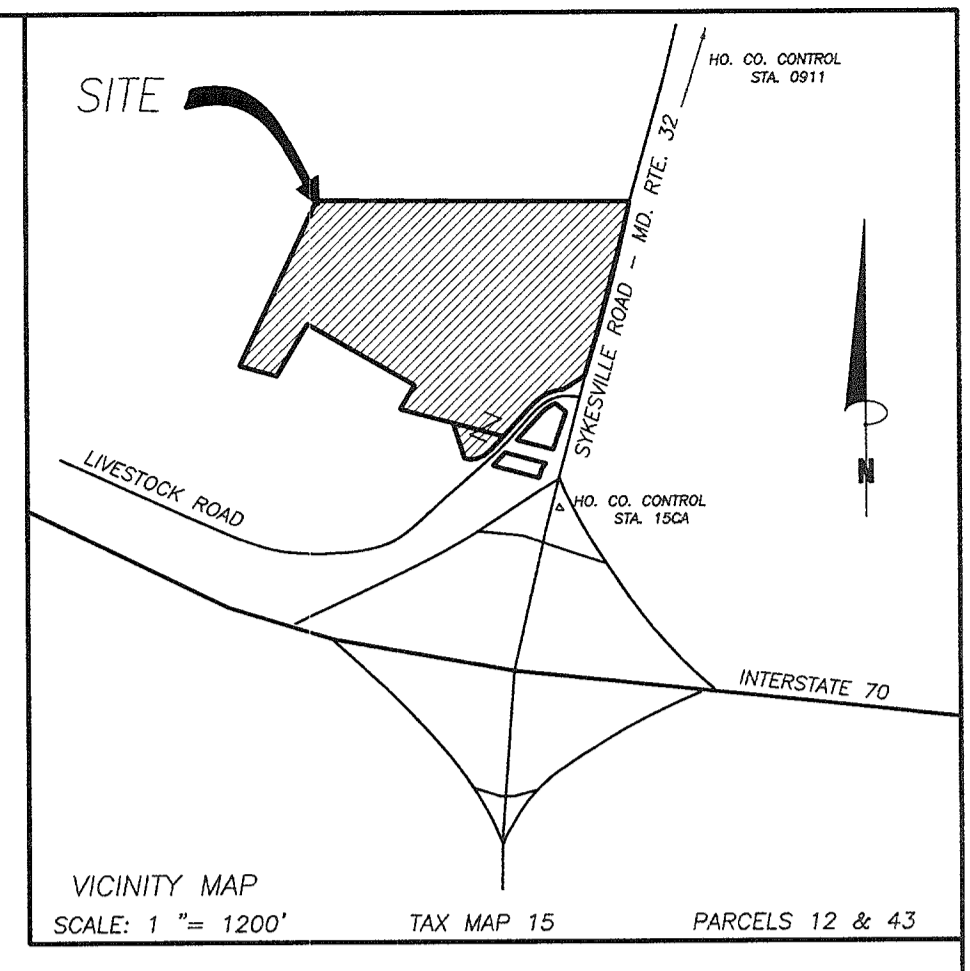 HO. CO. CONTROL
STA. 0911
SITE
SYKESVILLE ROAD - MD. RTE. 32
N
LIVESTOCK ROAD
HO. CO. CONTROL
STA. 15CA
INTERSTATE 70
VICINITY MAP
SCALE: 1 "= 1200' TAX MAP 15 PARCELS 12 & 43